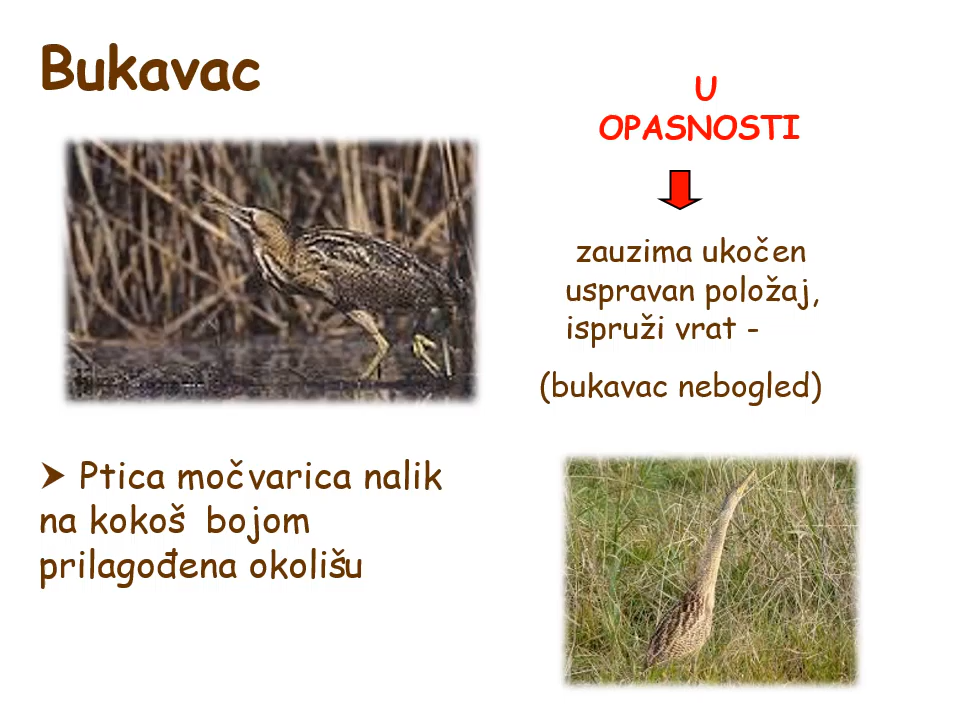 Bukavac
U
OPASNOSTI
zauzima ukočen
uspravan položaj,
ispruži vrat -
(bukavac nebogled)
➤ Ptica močvarica nalik
na kokoš bojom
prilagođena okolišu